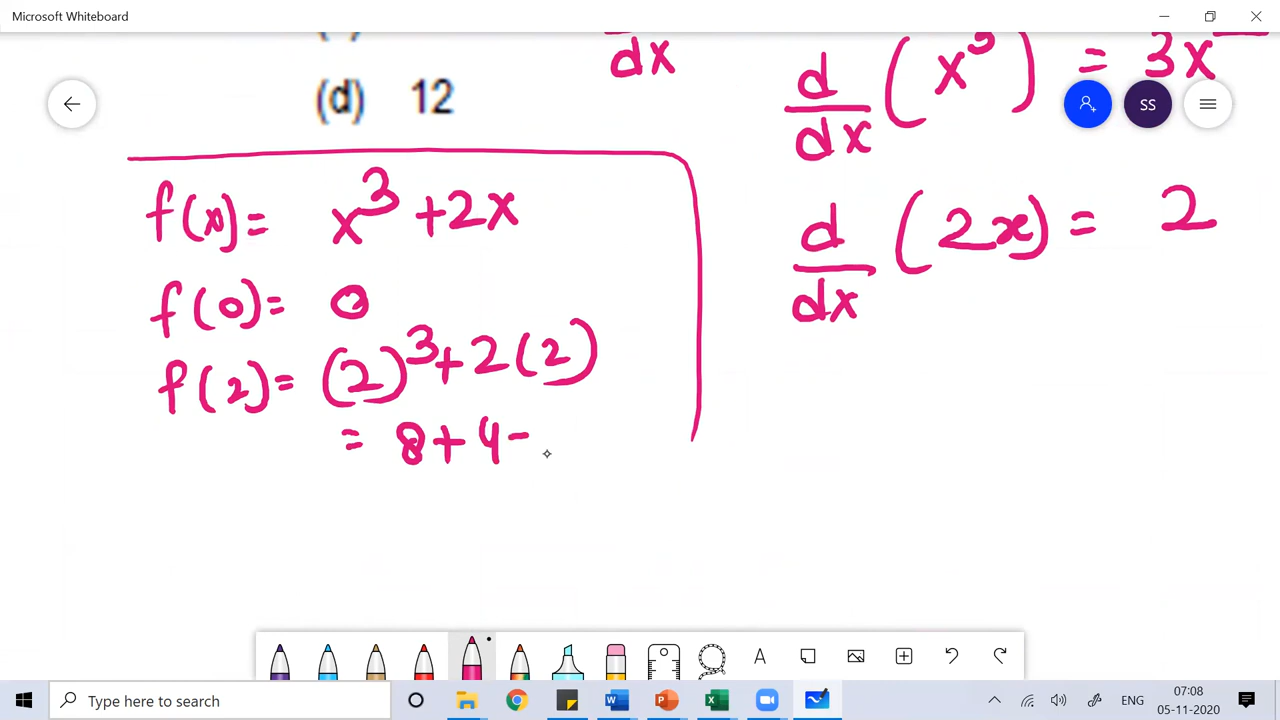 Microsoft Whiteboard
dx
d/dx (x³) = 3x
(d) 12
SS
f(x) = x³ + 2x
d/dx (2x) = 2
f(0) = 0
f(2) = (2)³ + 2(2)
= 8 + 4 -
Type here to search
ENG
07:08
05-11-2020